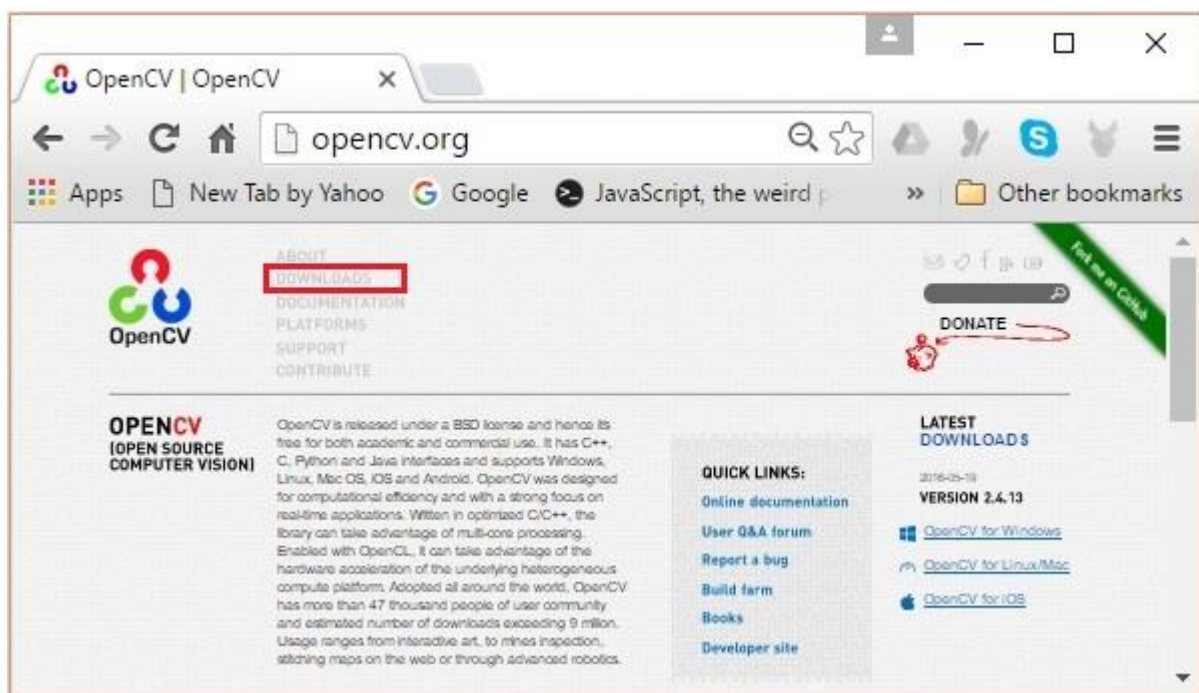 OpenCV | OpenCV
opencv.org
Apps New Tab by Yahoo Google JavaScript, the weird p » Other bookmarks
OpenCV
ABOUT
DOWNLOADS
DOCUMENTATION
PLATFORMS
SUPPORT
CONTRIBUTE
Fork me on GitHub
DONATE
OPENCV
(OPEN SOURCE
COMPUTER VISION)
OpenCV is released under a BSD license and hence its
free for both academic and commercial use. It has C++,
C, Python and Java interfaces and supports Windows,
Linux, Mac OS, iOS and Android. OpenCV was designed
for computational efficiency and with a strong focus on
real-time applications. Written in optimized C/C++, the
library can take advantage of multi-core processing.
Enabled with OpenCL, it can take advantage of the
hardware acceleration of the underlying heterogeneous
compute platform. Adopted all around the world, OpenCV
has more than 47 thousand people of user community
and estimated number of downloads exceeding 9 million.
Usage ranges from interactive art, to mines inspection,
stitching maps on the web or through advanced robotics.
QUICK LINKS:
Online documentation
User Q&A forum
Report a bug
Build farm
Books
Developer site
LATEST
DOWNLOADS
2016-05-19
VERSION 2.4.13
OpenCV for Windows
OpenCV for Linux/Mac
OpenCV for iOS